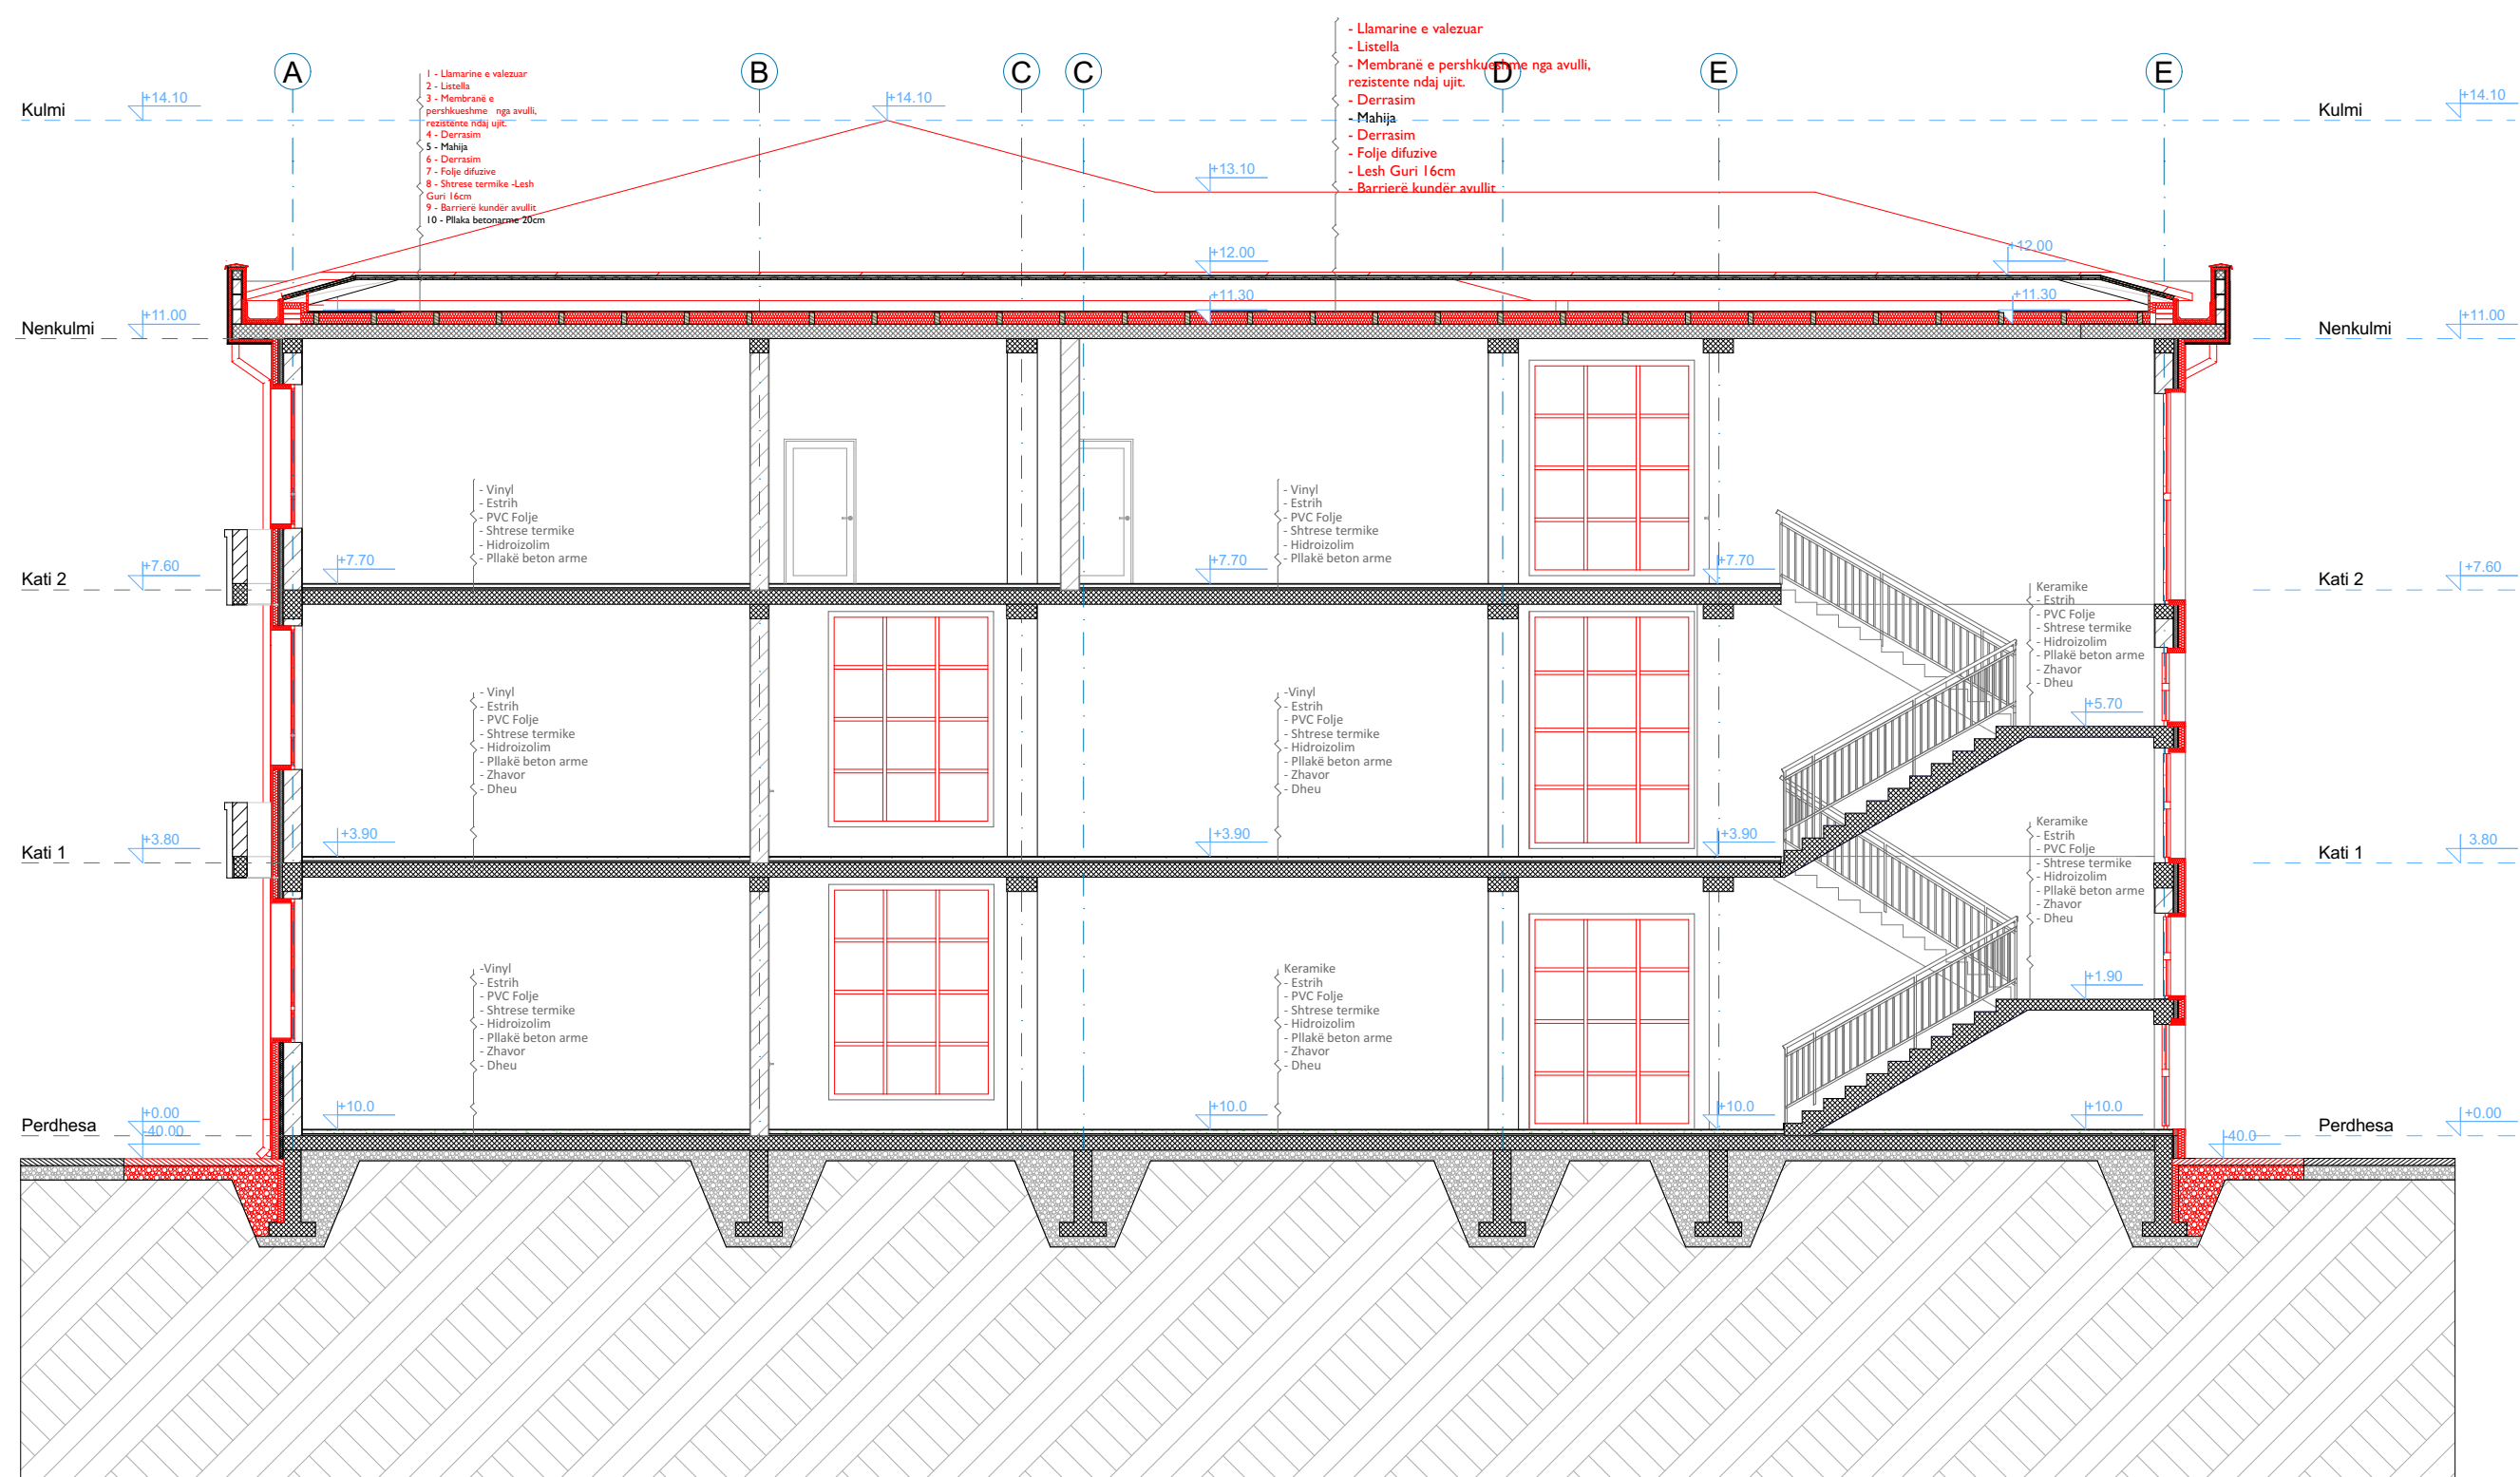 A B C C D E E
Kulmi +14.10
+14.10
Kulmi +14.10
1 - Llamarine e valezuar
2 - Listella
3 - Membranë e
pershkueshme nga avulli,
rezistente ndaj ujit.
4 - Derrasim
5 - Mahija
6 - Derrasim
7 - Folje difuzive
8 - Shtrese termike -Lesh
Guri 16cm
9 - Barrierë kundër avullit
10 - Pllaka betonarme 20cm
- Llamarine e valezuar
- Listella
- Membranë e pershkueshme nga avulli,
rezistente ndaj ujit.
- Derrasim
- Mahija
- Derrasim
- Folje difuzive
- Lesh Guri 16cm
- Barrierë kundër avullit
+13.10
+12.00
+12.00
+11.30
+11.30
Nenkulmi +11.00
Nenkulmi +11.00
- Vinyl
- Estrih
- PVC Folje
- Shtrese termike
- Hidroizolim
- Pllakë beton arme
- Vinyl
- Estrih
- PVC Folje
- Shtrese termike
- Hidroizolim
- Pllakë beton arme
Kati 2 +7.60
+7.70
+7.70
+7.70
Kati 2 +7.60
Keramike
- Estrih
- PVC Folje
- Shtrese termike
- Hidroizolim
- Pllakë beton arme
- Zhavor
- Dheu
+5.70
- Vinyl
- Estrih
- PVC Folje
- Shtrese termike
- Hidroizolim
- Pllakë beton arme
- Zhavor
- Dheu
-Vinyl
- Estrih
- PVC Folje
- Shtrese termike
- Hidroizolim
- Pllakë beton arme
- Zhavor
- Dheu
Kati 1 +3.80
+3.90
+3.90
+3.90
Kati 1 3.80
Keramike
- Estrih
- PVC Folje
- Shtrese termike
- Hidroizolim
- Pllakë beton arme
- Zhavor
- Dheu
+1.90
-Vinyl
- Estrih
- PVC Folje
- Shtrese termike
- Hidroizolim
- Pllakë beton arme
- Zhavor
- Dheu
Keramike
- Estrih
- PVC Folje
- Shtrese termike
- Hidroizolim
- Pllakë beton arme
- Zhavor
- Dheu
Perdhesa +0.00
-40.00
+10.0
+10.0
+10.0
+10.0
Perdhesa +0.00
-40.0